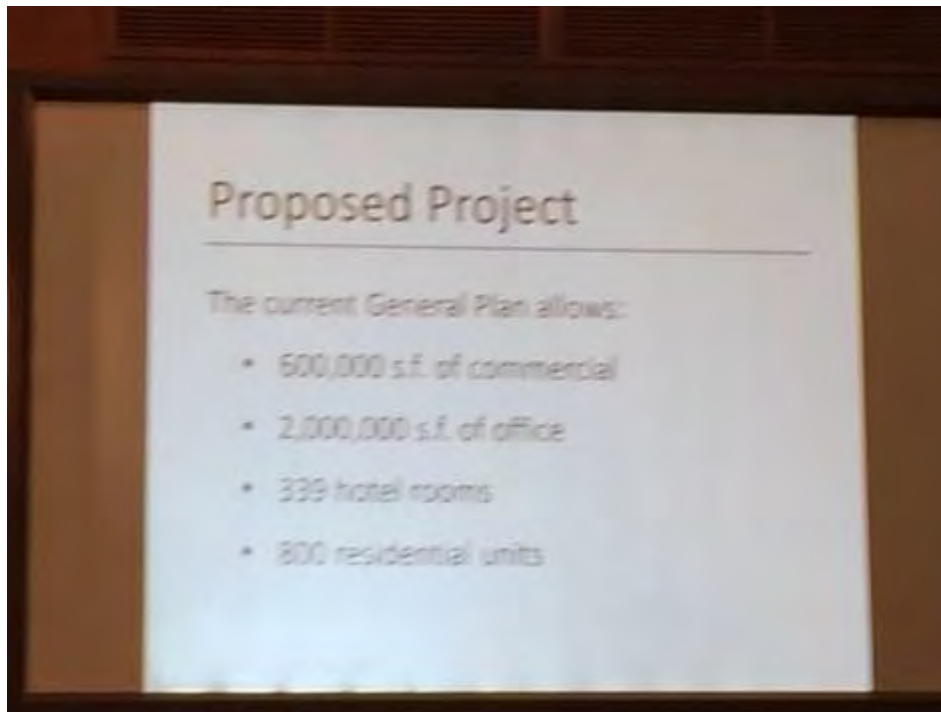 Proposed Project
The current General Plan allows:
• 600,000 s.f. of commercial
• 2,000,000 s.f. of office
• 339 hotel rooms
• 800 residential units